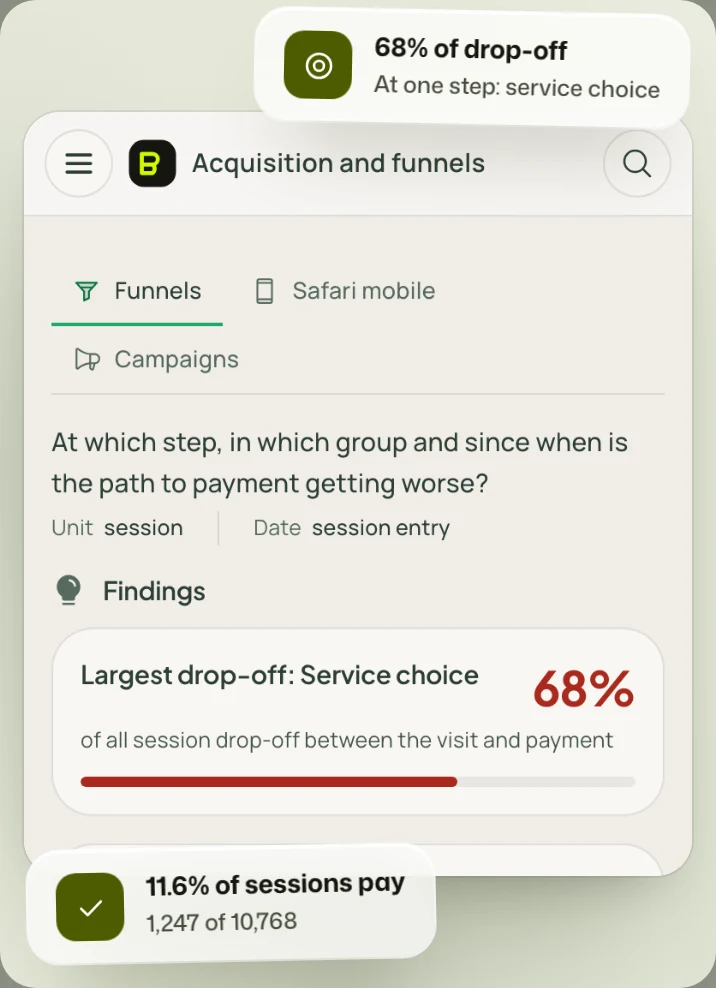 68% of drop-off
At one step: service choice
B
Acquisition and funnels
Funnels
Safari mobile
Campaigns
At which step, in which group and since when is
the path to payment getting worse?
Unit session
Date session entry
Findings
Largest drop-off: Service choice
68%
of all session drop-off between the visit and payment
11.6% of sessions pay
1,247 of 10,768